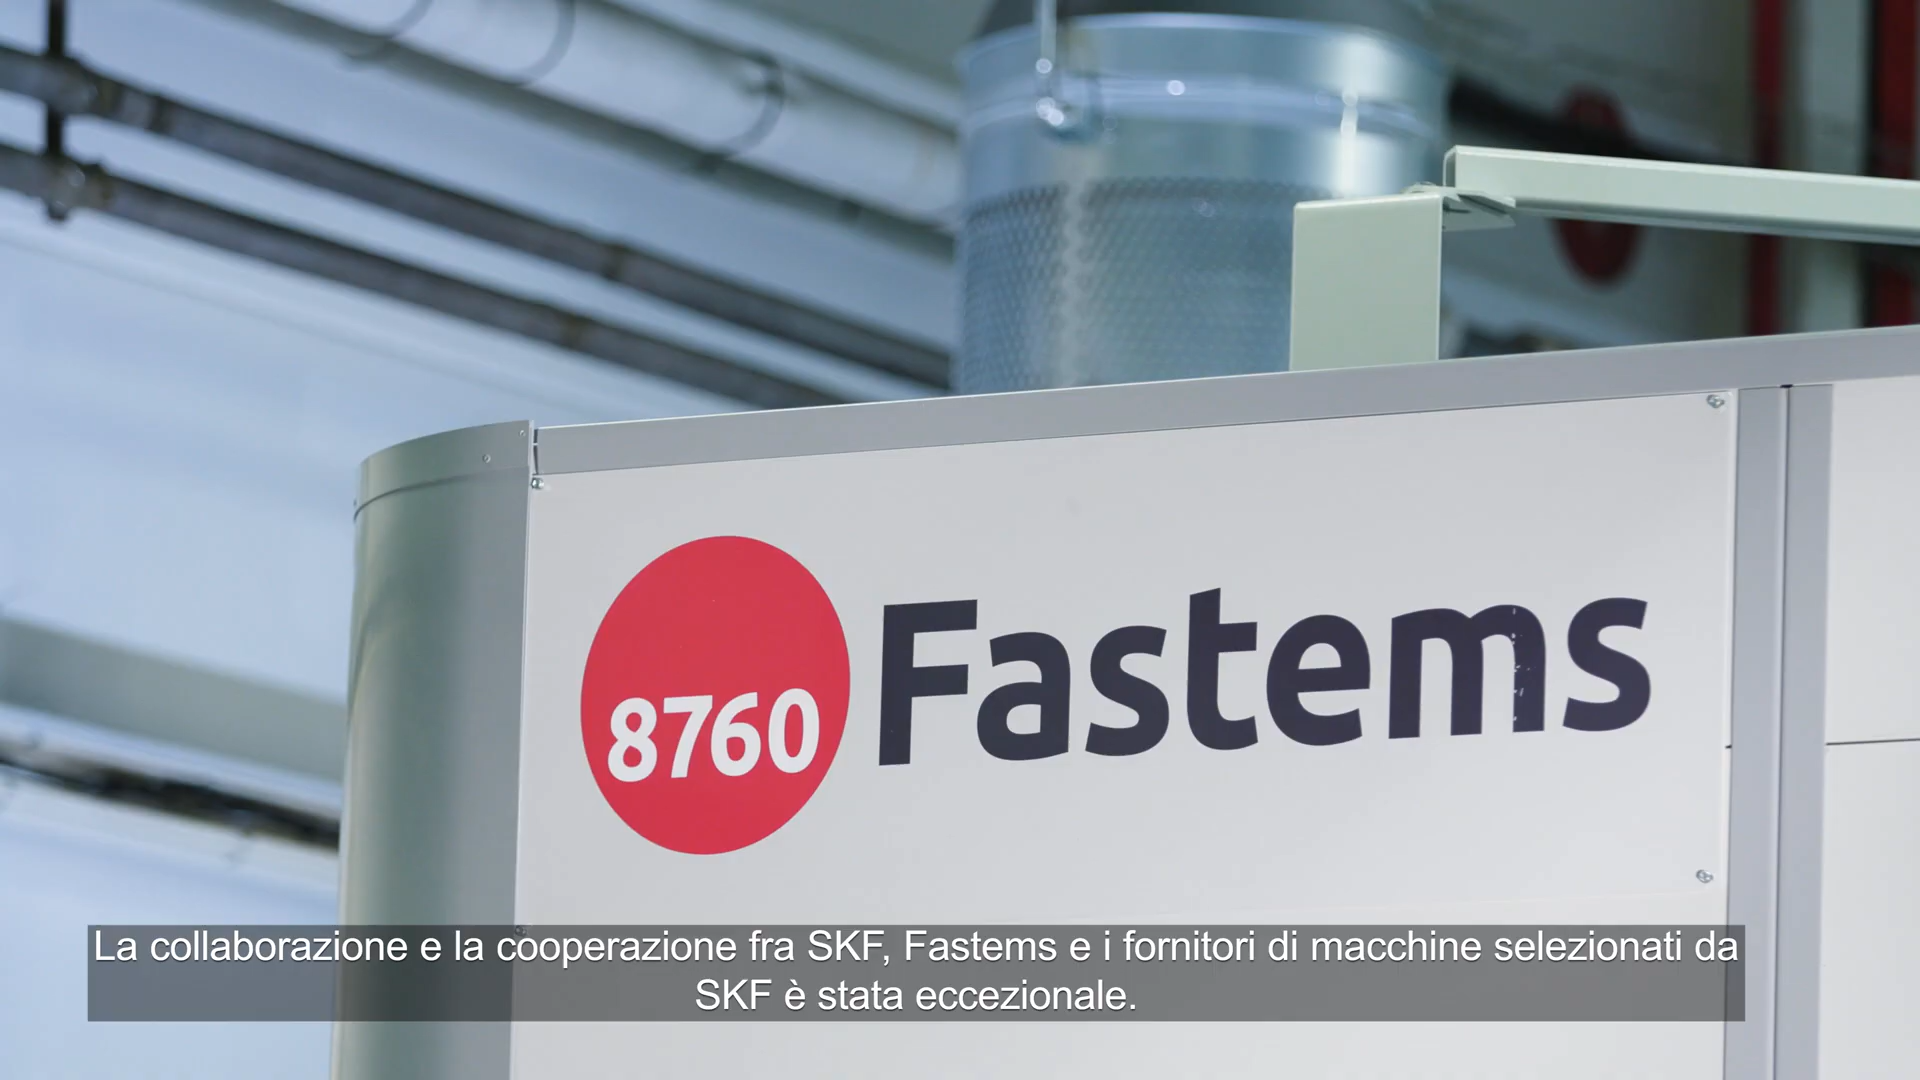 8760 Fastems
La collaborazione e la cooperazione fra SKF, Fastems e i fornitori di macchine selezionati da
SKF è stata eccezionale.